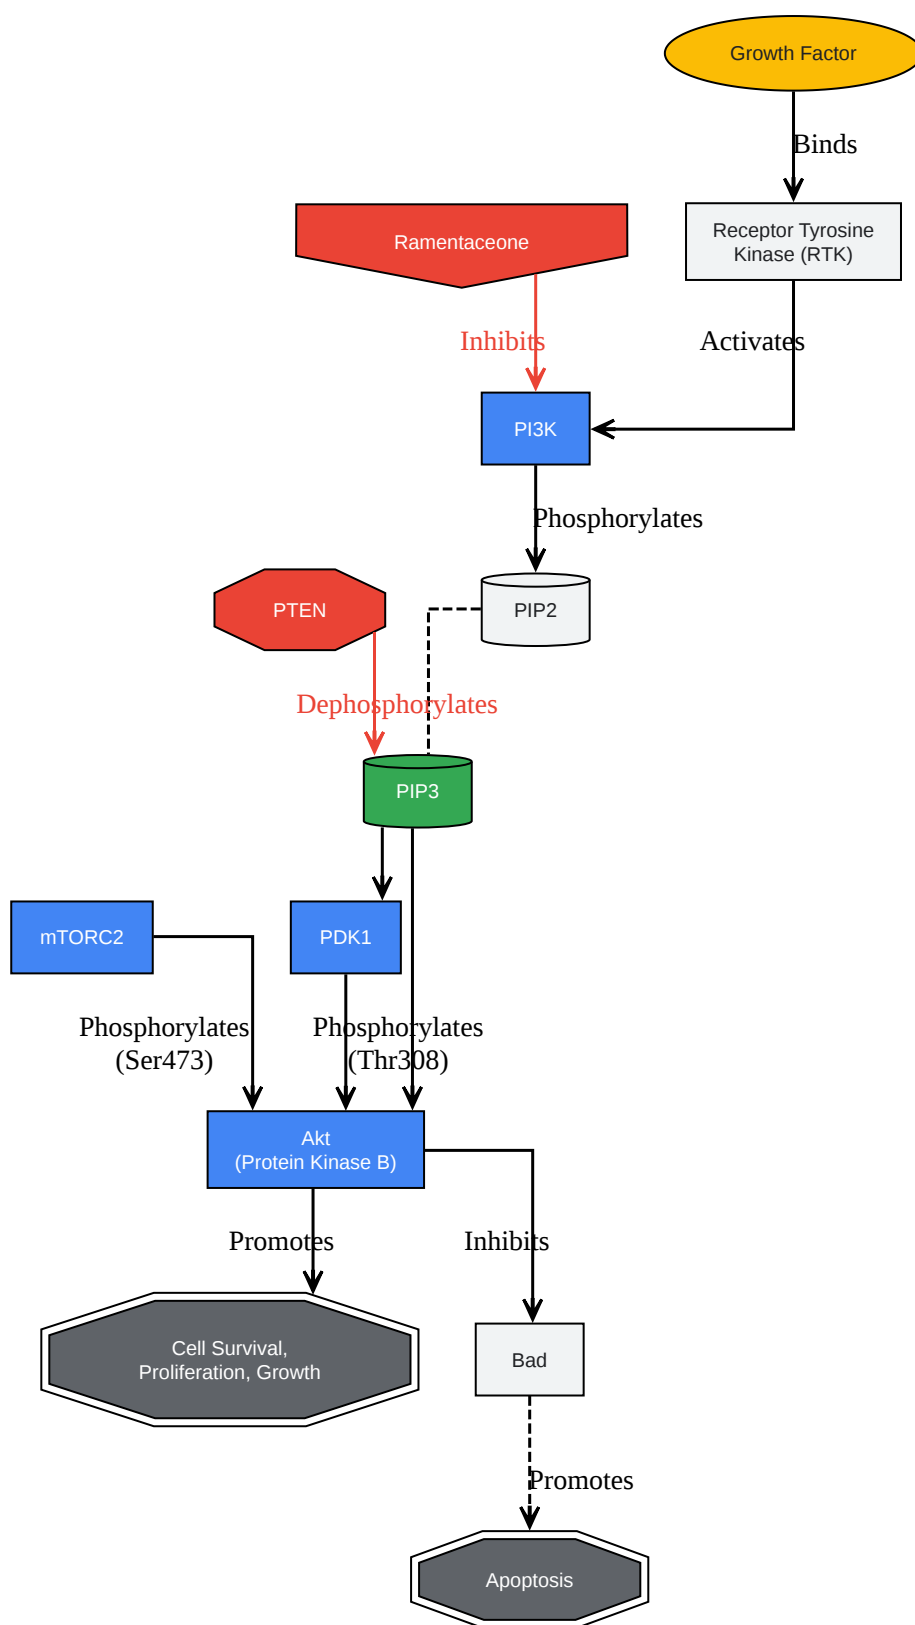 Growth Factor
Binds
Ramentaceone
Receptor Tyrosine
Kinase (RTK)
Inhibits
Activates
PI3K
Phosphorylates
PTEN
PIP2
Dephosphorylates
PIP3
mTORC2
PDK1
Phosphorylates
(Ser473)
Phosphorylates
(Thr308)
Akt
(Protein Kinase B)
Promotes
Inhibits
Cell Survival,
Proliferation, Growth
Bad
Promotes
Apoptosis